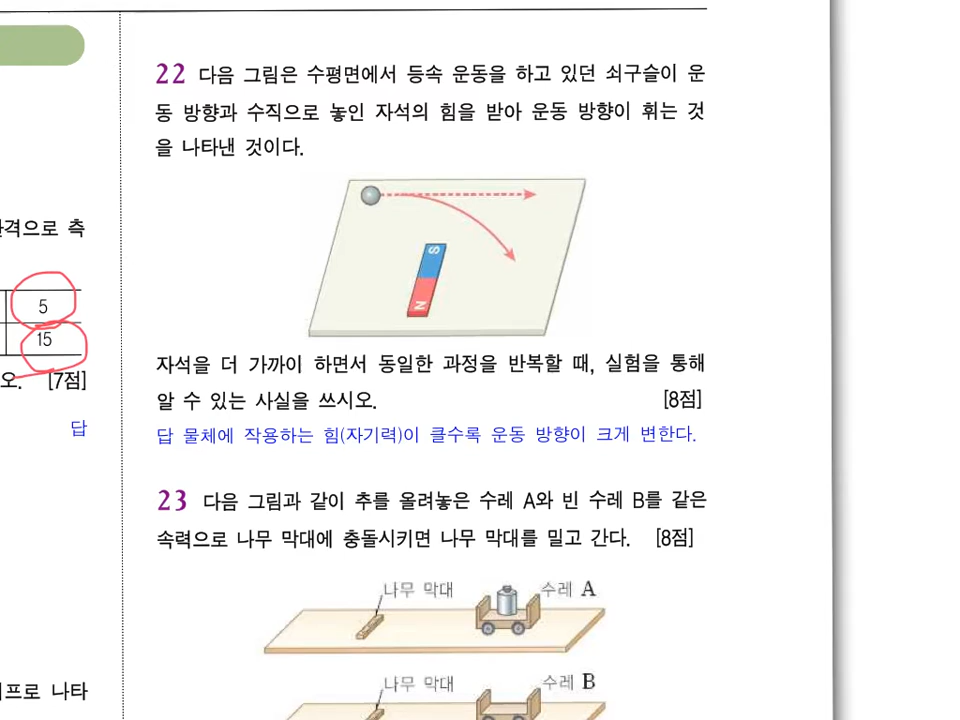 22 다음 그림은 수평면에서 등속 운동을 하고 있던 쇠구슬이 운
동 방향과 수직으로 놓인 자석의 힘을 받아 운동 방향이 휘는 것
을 나타낸 것이다.
S
N
자석을 더 가까이 하면서 동일한 과정을 반복할 때, 실험을 통해
알 수 있는 사실을 쓰시오. [8점]
답 물체에 작용하는 힘(자기력)이 클수록 운동 방향이 크게 변한다.
23 다음 그림과 같이 추를 올려놓은 수레 A와 빈 수레 B를 같은
속력으로 나무 막대에 충돌시키면 나무 막대를 밀고 간다. [8점]
나무 막대 수레 A
나무 막대 수레 B
간격으로 측
5
15
오. [7점]
답
프로 나타